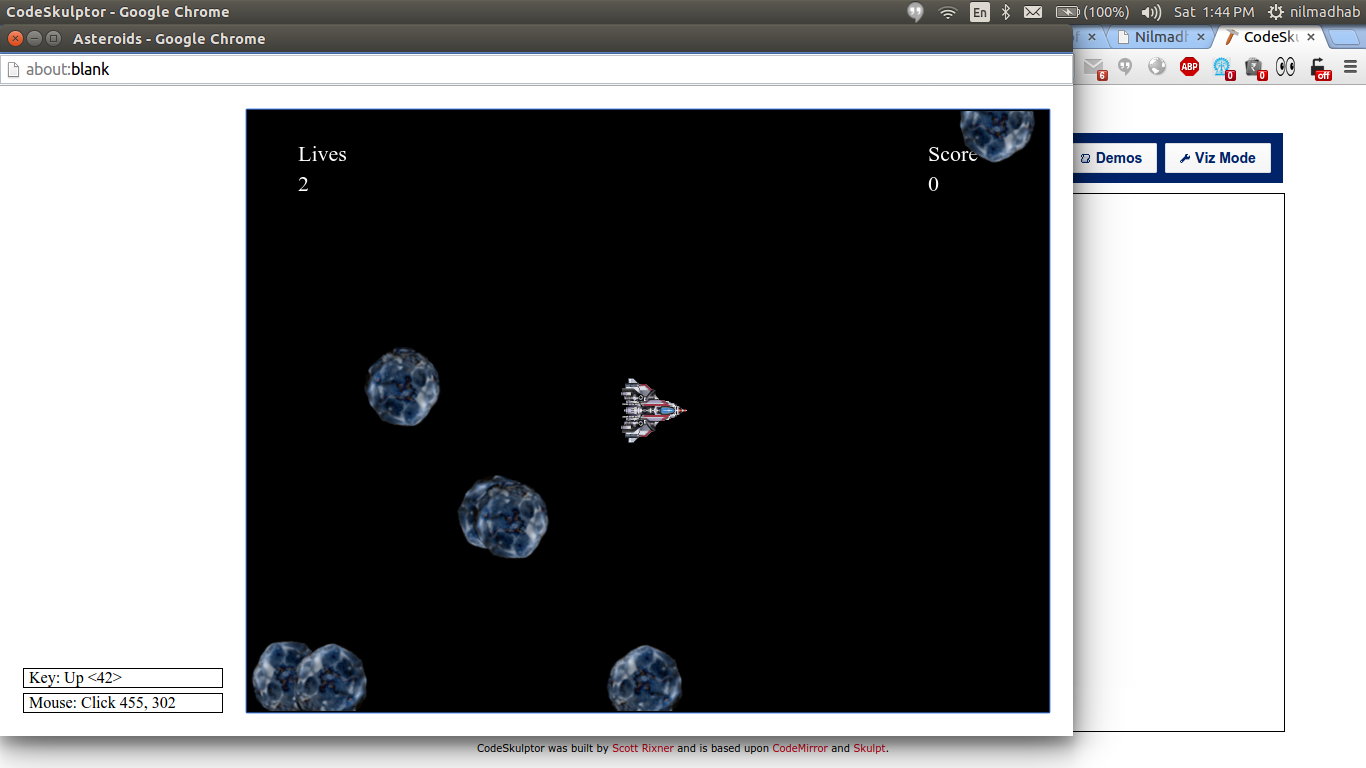 CodeSkulptor - Google Chrome
En
(100%)
Sat 1:44 PM
nilmadhab
Asteroids - Google Chrome
Nilmadh
CodeSku
about:blank
6
ABP
0
0
off
Lives
Score
2
0
Demos
Viz Mode
Key: Up <42>
Mouse: Click 455, 302
CodeSkulptor was built by Scott Rixner and is based upon CodeMirror and Skulpt.